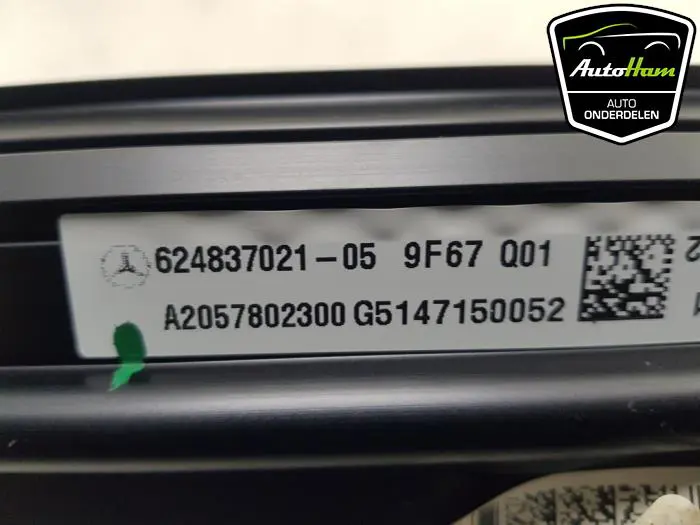 AutoHam
AUTO
ONDERDELEN
624837021-05 9F67 Q01
A2057802300 G5147150052